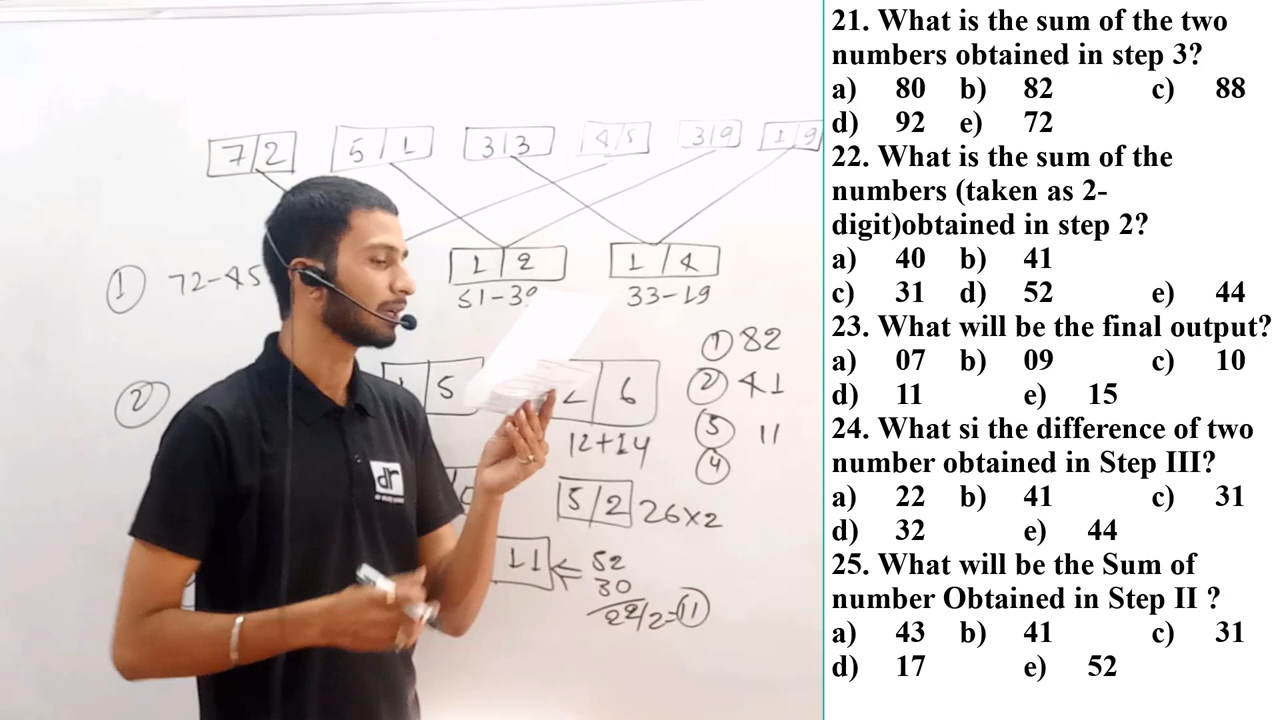 7 2 5 1 3 3 4 5 3 9 1 9
① 72-45 1 2 1 4
51-39 33-19
① 82
② 5 6 ② 41
12+14 ③ 11
④
5 2 26x2
11 52
30
22/2=11
dr
21. What is the sum of the two
numbers obtained in step 3?
a) 80 b) 82 c) 88
d) 92 e) 72
22. What is the sum of the
numbers (taken as 2-
digit)obtained in step 2?
a) 40 b) 41
c) 31 d) 52 e) 44
23. What will be the final output?
a) 07 b) 09 c) 10
d) 11 e) 15
24. What si the difference of two
number obtained in Step III?
a) 22 b) 41 c) 31
d) 32 e) 44
25. What will be the Sum of
number Obtained in Step II ?
a) 43 b) 41 c) 31
d) 17 e) 52